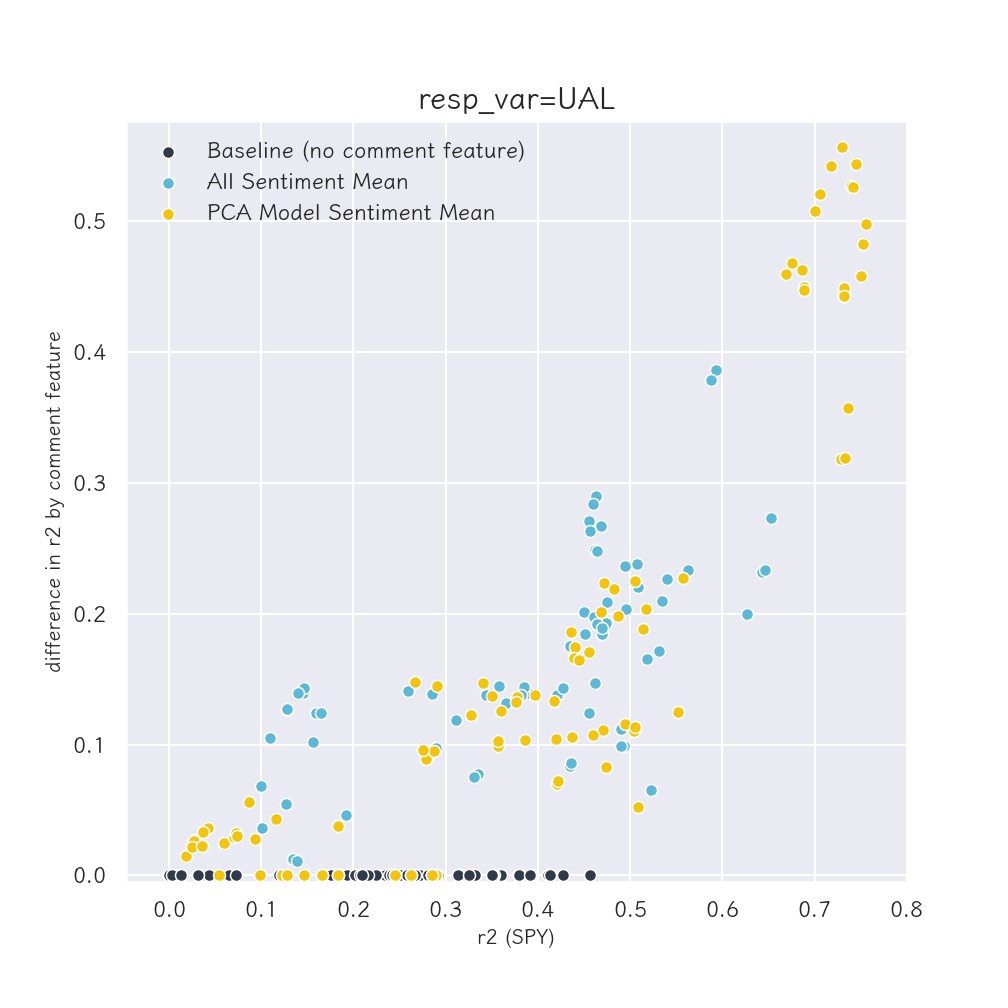 resp_var=UAL
Baseline (no comment feature)
All Sentiment Mean
PCA Model Sentiment Mean
0.5
0.4
0.3
0.2
0.1
0.0
difference in r2 by comment feature
0.0 0.1 0.2 0.3 0.4 0.5 0.6 0.7 0.8
r2 (SPY)